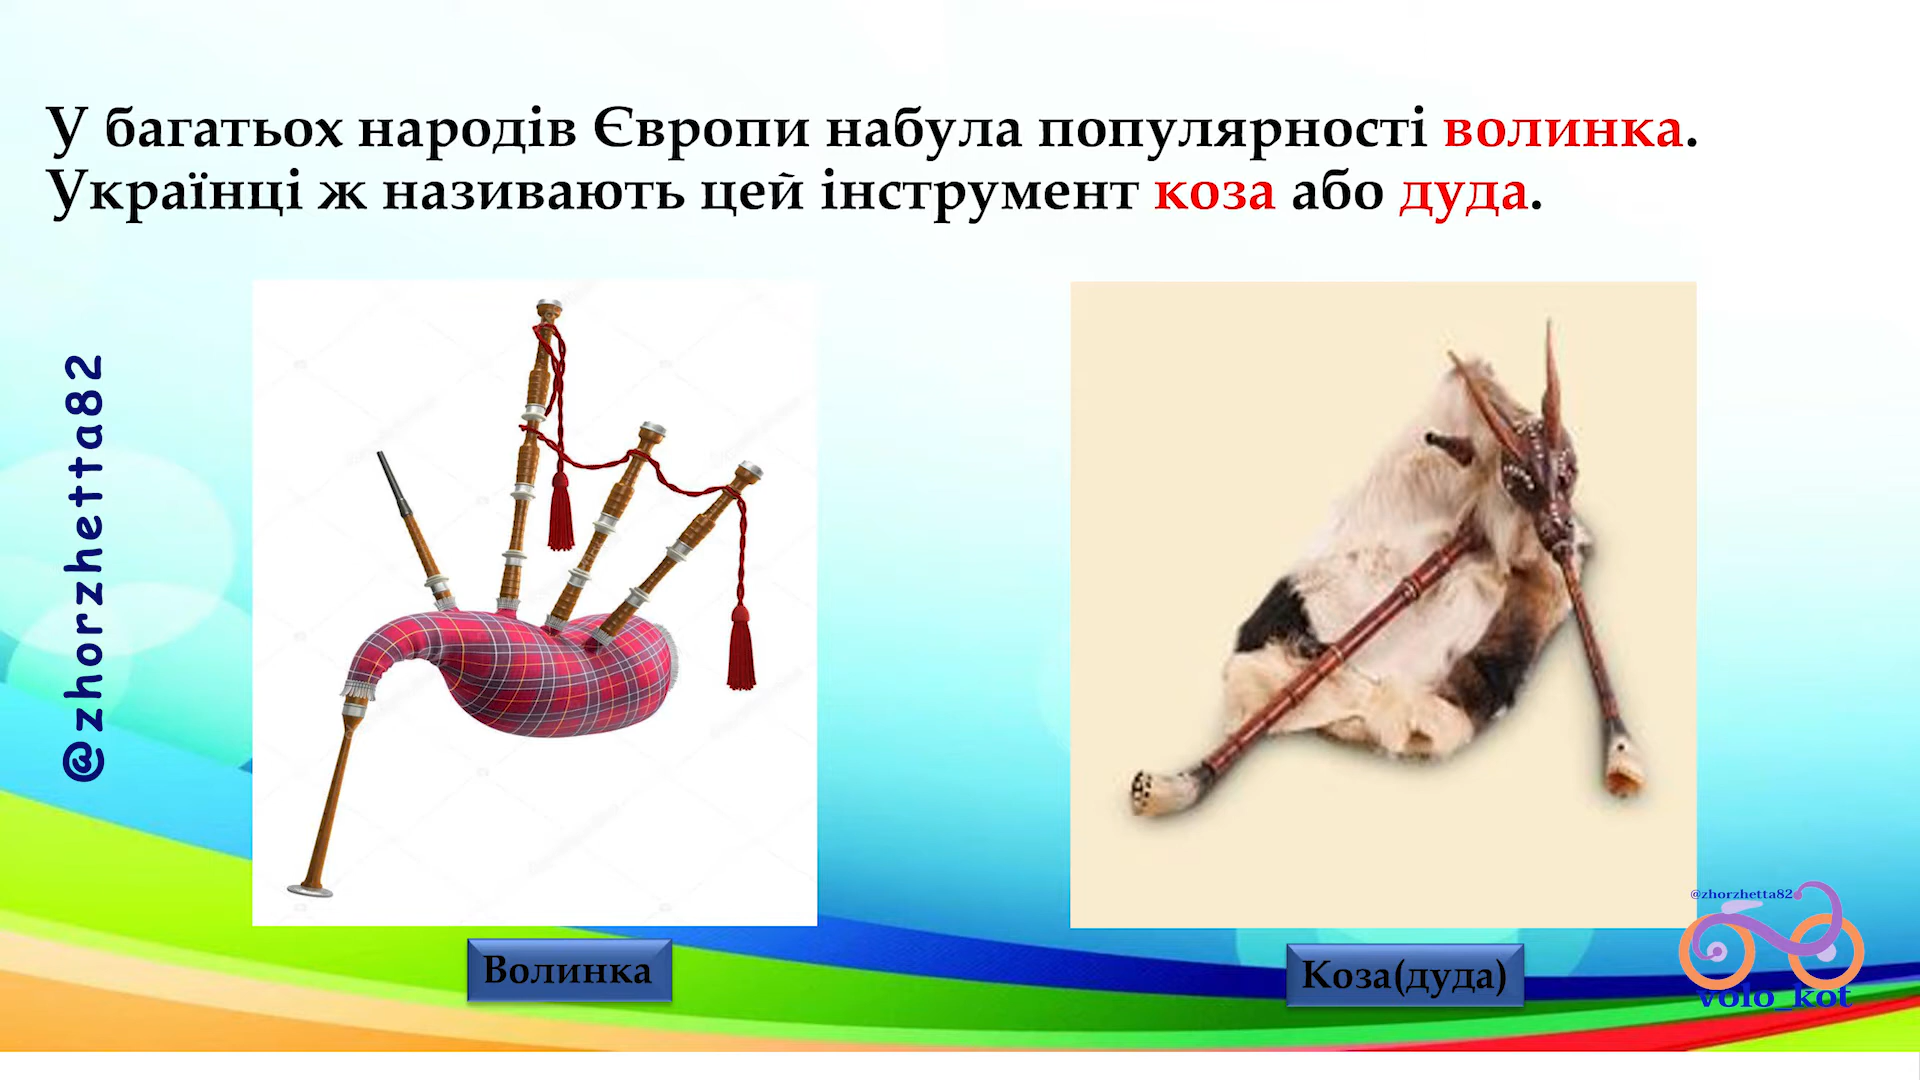 У багатьох народів Європи набула популярності волинка.
Українці ж називають цей інструмент коза або дуда.
@zhorzhetta82
Волинка
Коза(дуда)
@zhorzhetta82
volo_kot